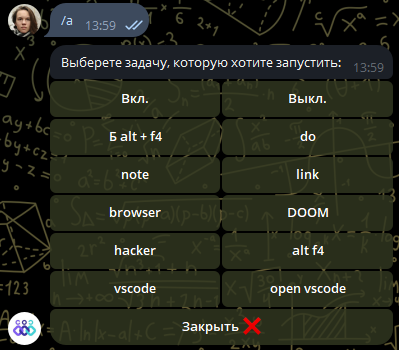 /a 13:59
Выберете задачу, которую хотите запустить: 13:59
Вкл. Выкл.
Б alt + f4 do
note link
browser DOOM
hacker alt f4
vscode open vscode
Закрыть ❌